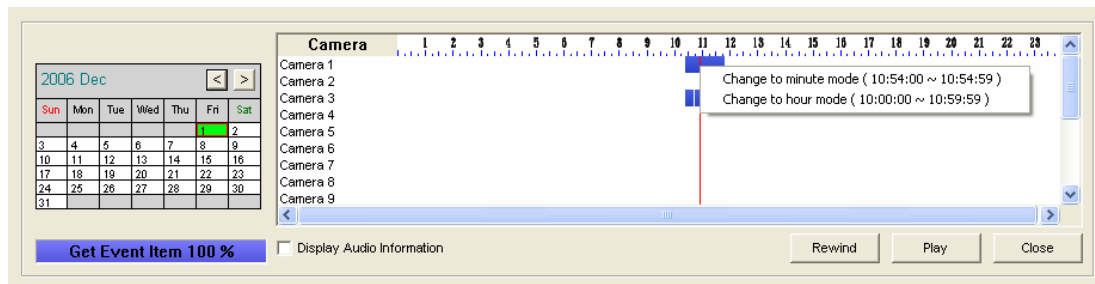 2006 Dec < >
Sun Mon Tue Wed Thu Fri Sat
1 2
3 4 5 6 7 8 9
10 11 12 13 14 15 16
17 18 19 20 21 22 23
24 25 26 27 28 29 30
31
Get Event Item 100 %
Camera 1 2 3 4 5 6 7 8 9 10 11 12 13 14 15 16 17 18 19 20 21 22 23
Camera 1
Camera 2
Camera 3
Camera 4
Camera 5
Camera 6
Camera 7
Camera 8
Camera 9
Change to minute mode ( 10:54:00 ~ 10:54:59 )
Change to hour mode ( 10:00:00 ~ 10:59:59 )
Display Audio Information
Rewind Play Close